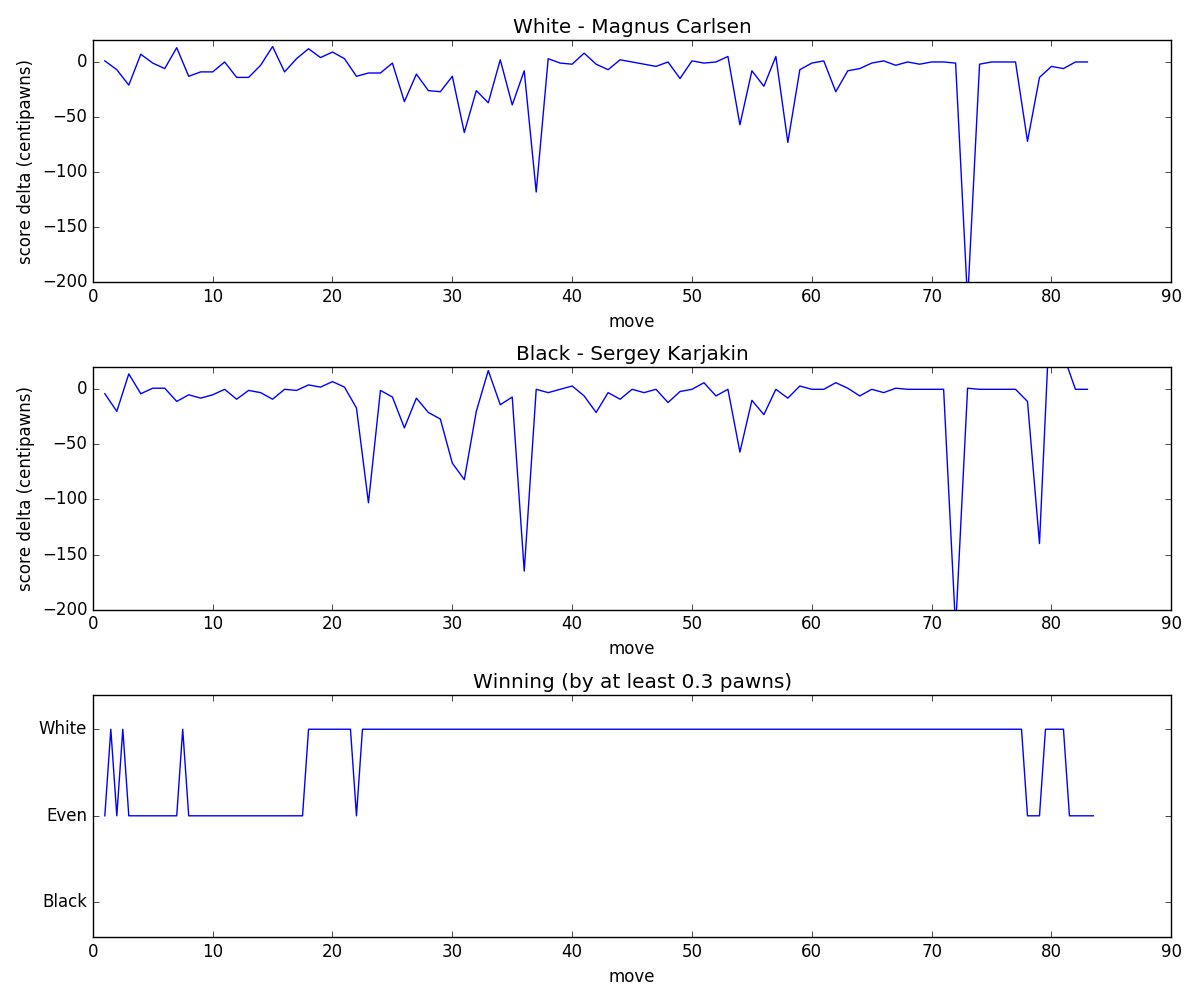 White - Magnus Carlsen
score delta (centipawns)
0
−50
−100
−150
−200
0 10 20 30 40 50 60 70 80 90
move
Black - Sergey Karjakin
score delta (centipawns)
0
−50
−100
−150
−200
0 10 20 30 40 50 60 70 80 90
move
Winning (by at least 0.3 pawns)
White
Even
Black
0 10 20 30 40 50 60 70 80 90
move